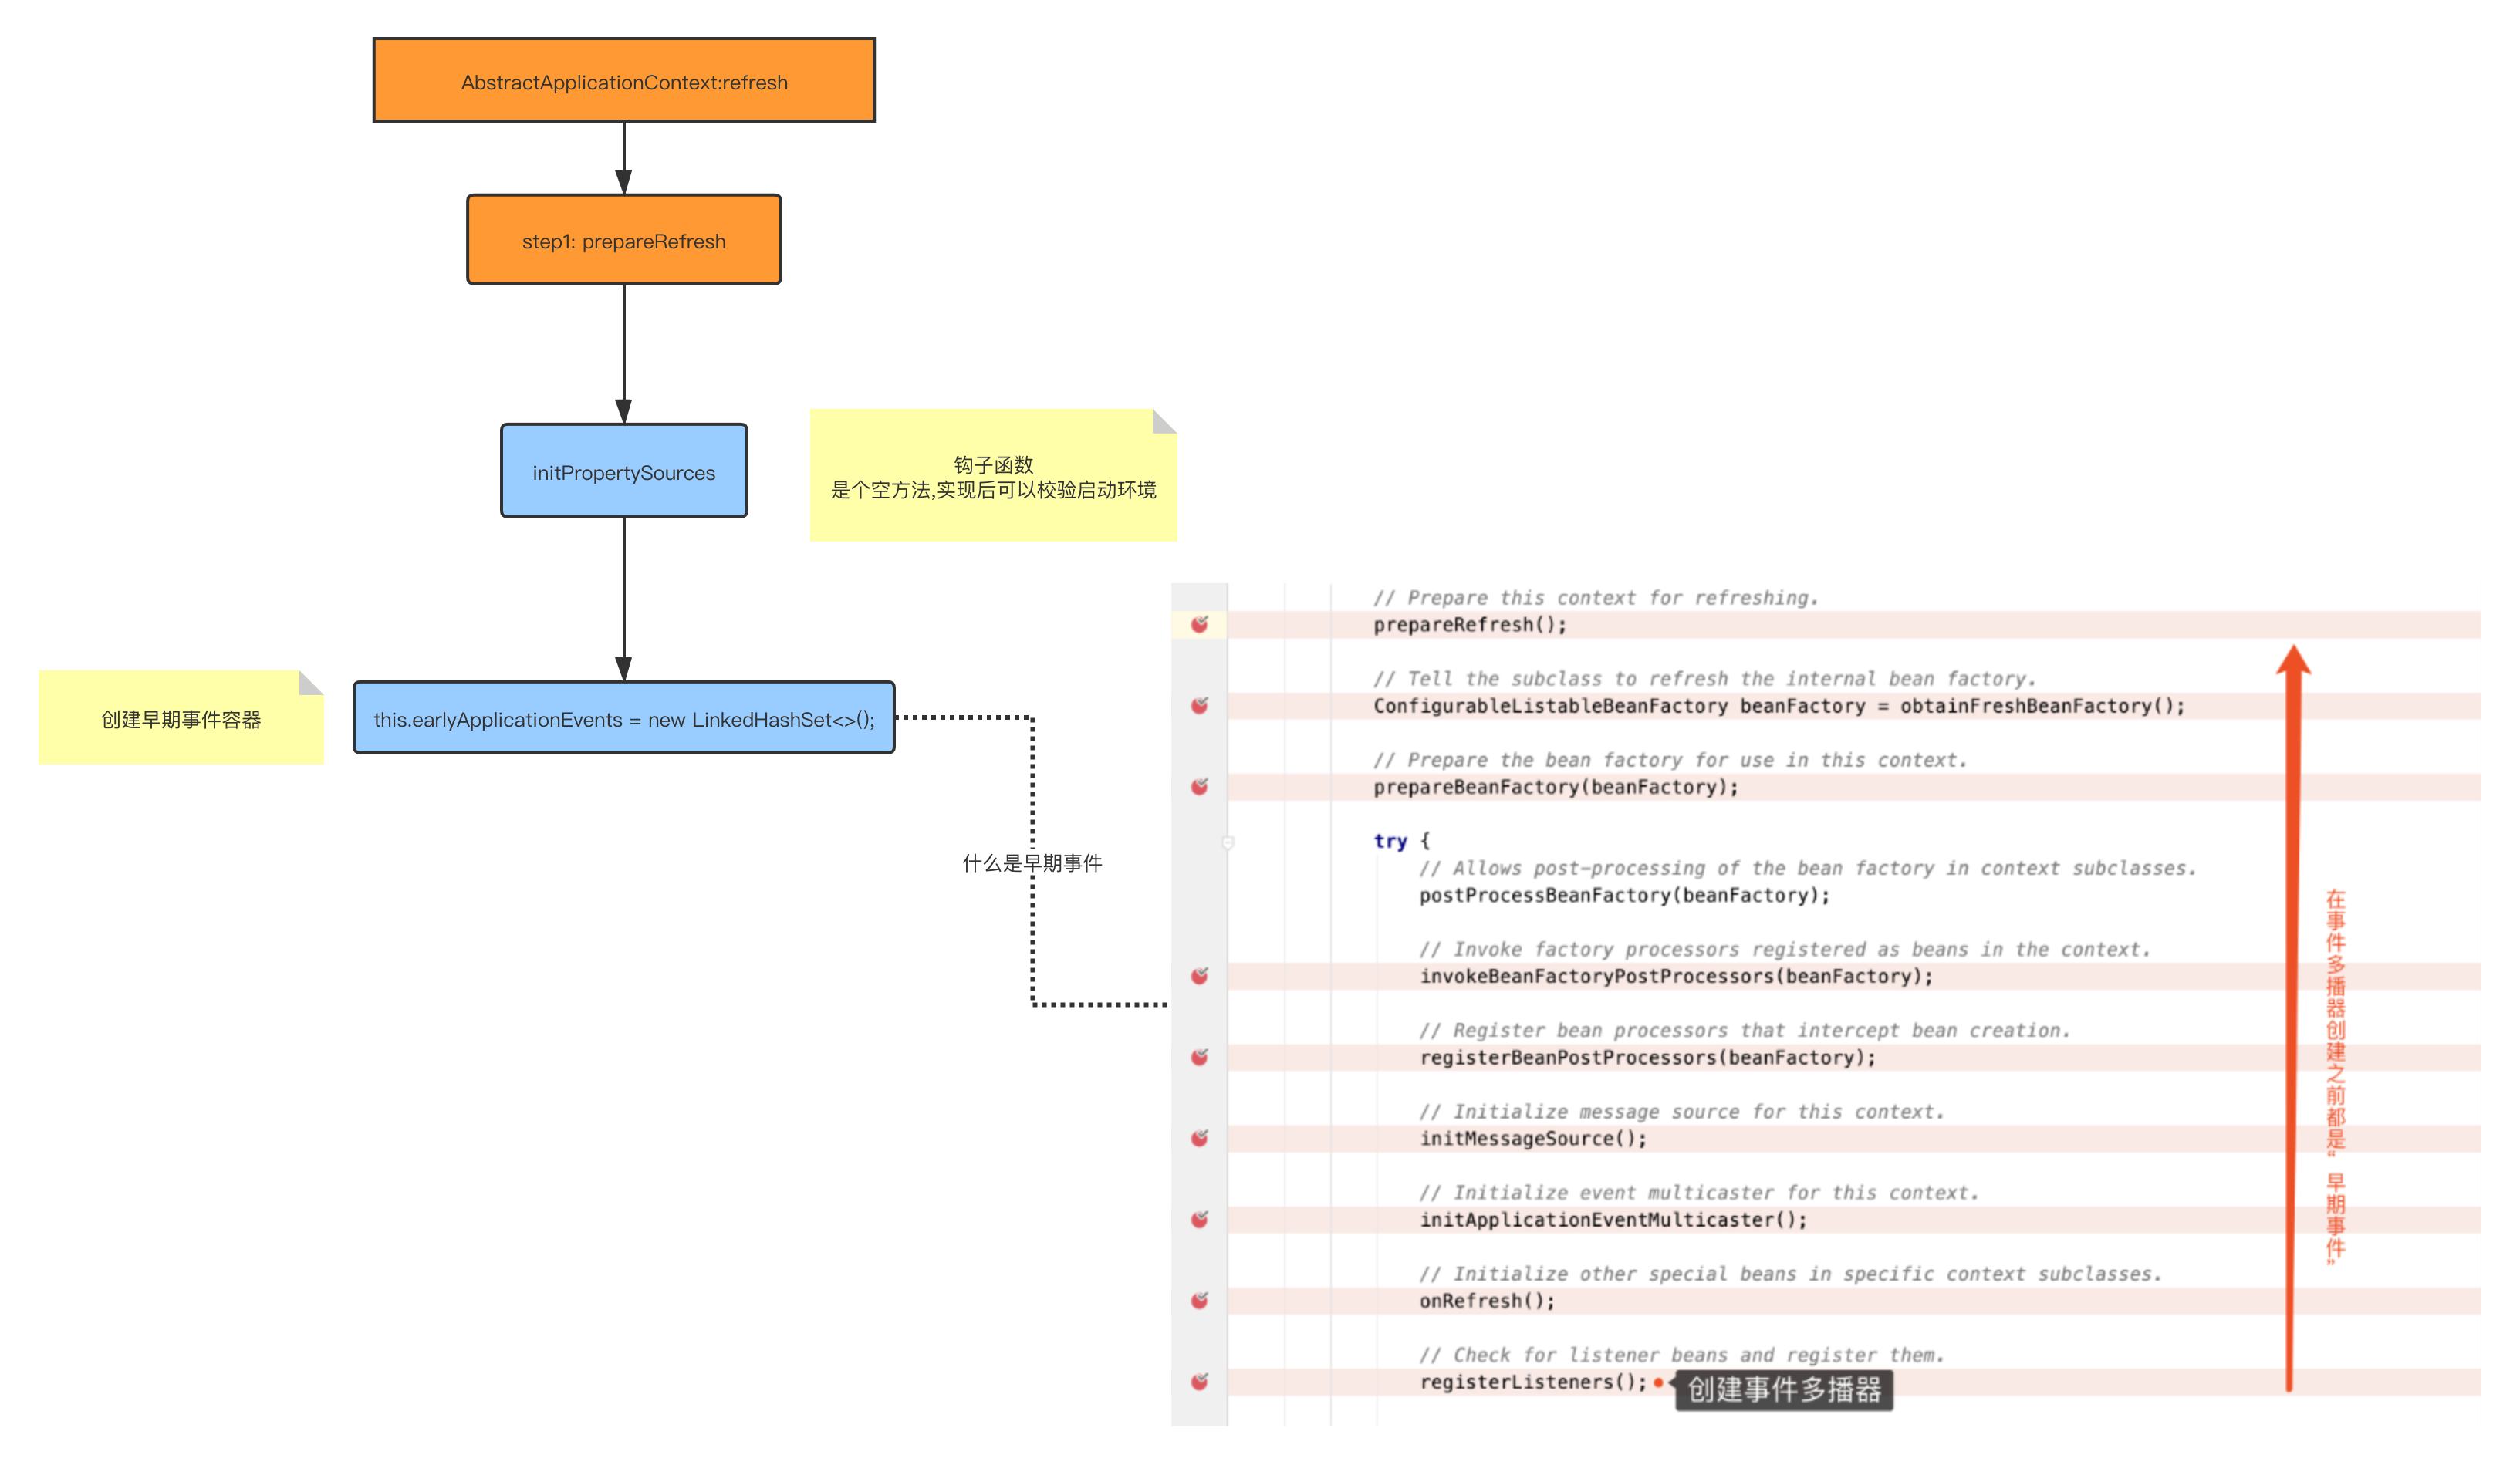 AbstractApplicationContext:refresh
step1: prepareRefresh
initPropertySources
钩子函数
是个空方法,实现后可以校验启动环境
创建早期事件容器
this.earlyApplicationEvents = new LinkedHashSet<>();
什么是早期事件
// Prepare this context for refreshing.
prepareRefresh();
// Tell the subclass to refresh the internal bean factory.
ConfigurableListableBeanFactory beanFactory = obtainFreshBeanFactory();
// Prepare the bean factory for use in this context.
prepareBeanFactory(beanFactory);
try {
// Allows post-processing of the bean factory in context subclasses.
postProcessBeanFactory(beanFactory);
// Invoke factory processors registered as beans in the context.
invokeBeanFactoryPostProcessors(beanFactory);
// Register bean processors that intercept bean creation.
registerBeanPostProcessors(beanFactory);
// Initialize message source for this context.
initMessageSource();
// Initialize event multicaster for this context.
initApplicationEventMulticaster();
// Initialize other special beans in specific context subclasses.
onRefresh();
// Check for listener beans and register them.
registerListeners();
创建事件多播器
在事件多播器创建之前都是“早期事件”